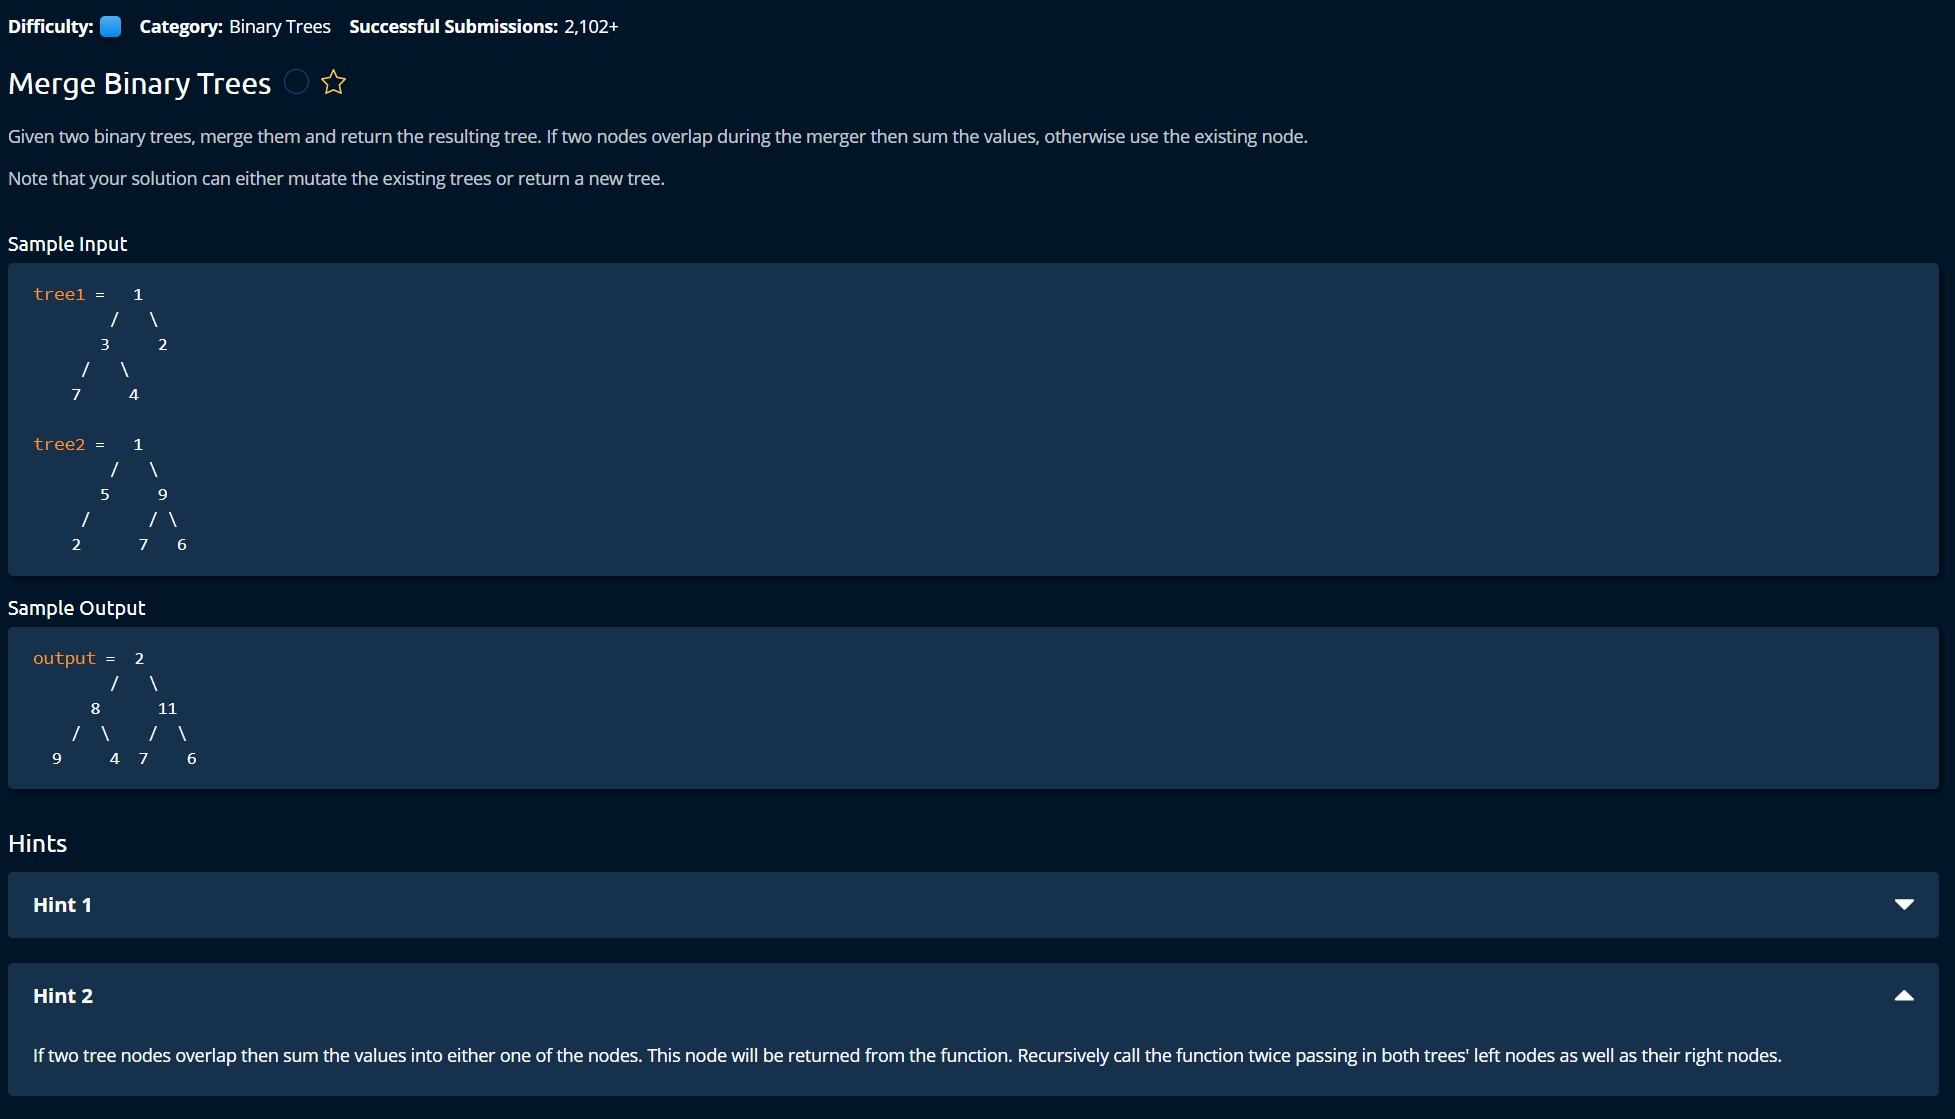 Difficulty: Category: Binary Trees Successful Submissions: 2,102+
Merge Binary Trees
Given two binary trees, merge them and return the resulting tree. If two nodes overlap during the merger then sum the values, otherwise use the existing node.
Note that your solution can either mutate the existing trees or return a new tree.
Sample Input
tree1 =   1
        /   \
       3     2
     /   \
    7     4
tree2 =   1
        /   \
       5     9
     /      / \
    2      7   6
Sample Output
output =  2
        /   \
      8      11
    /  \    /  \
  9     4  7    6
Hints
Hint 1
Hint 2
If two tree nodes overlap then sum the values into either one of the nodes. This node will be returned from the function. Recursively call the function twice passing in both trees' left nodes as well as their right nodes.